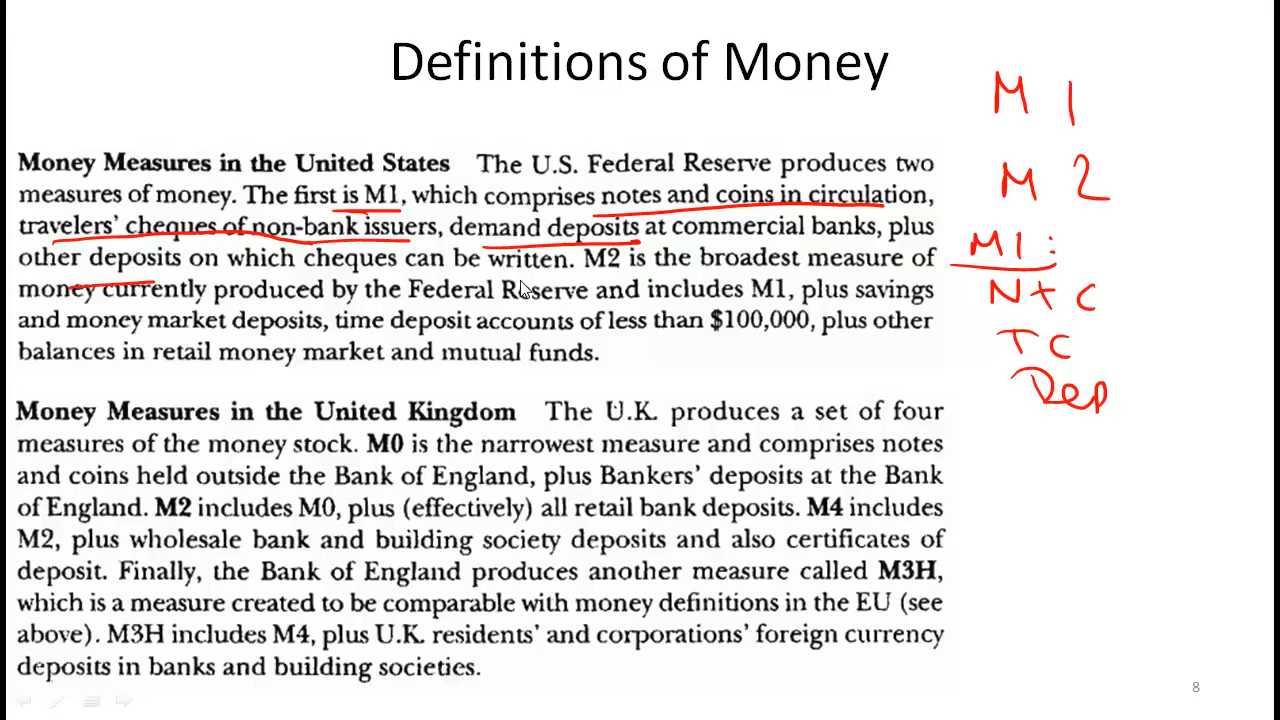 Definitions of Money
Money Measures in the United States The U.S. Federal Reserve produces two
measures of money. The first is M1, which comprises notes and coins in circulation,
travelers' cheques of non-bank issuers, demand deposits at commercial banks, plus
other deposits on which cheques can be written. M2 is the broadest measure of
money currently produced by the Federal Reserve and includes M1, plus savings
and money market deposits, time deposit accounts of less than $100,000, plus other
balances in retail money market and mutual funds.
Money Measures in the United Kingdom The U.K. produces a set of four
measures of the money stock. M0 is the narrowest measure and comprises notes
and coins held outside the Bank of England, plus Bankers' deposits at the Bank
of England. M2 includes M0, plus (effectively) all retail bank deposits. M4 includes
M2, plus wholesale bank and building society deposits and also certificates of
deposit. Finally, the Bank of England produces another measure called M3H,
which is a measure created to be comparable with money definitions in the EU (see
above). M3H includes M4, plus U.K. residents' and corporations' foreign currency
deposits in banks and building societies.
M 1
M 2
M1:
N + C
T C
Dep
8